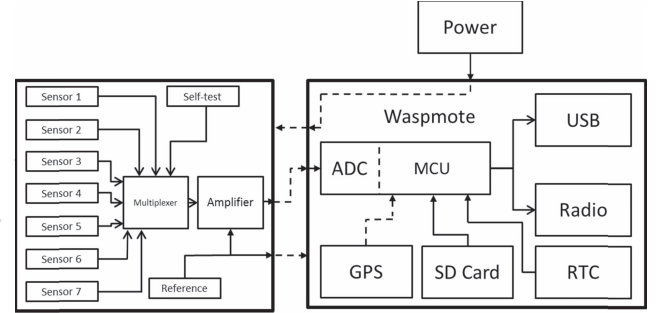 Power
Sensor 1
Self-test
Sensor 2
Sensor 3
Sensor 4
Sensor 5
Sensor 6
Sensor 7
Multiplexer
Amplifier
Reference
Waspmote
ADC
MCU
USB
Radio
GPS
SD Card
RTC